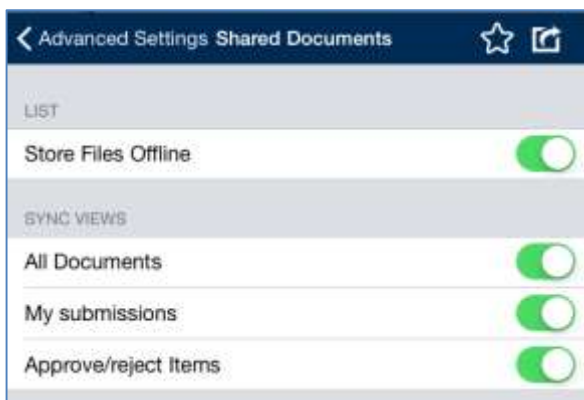 Advanced Settings Shared Documents
LIST
Store Files Offline
SYNC VIEWS
All Documents
My submissions
Approve/reject Items